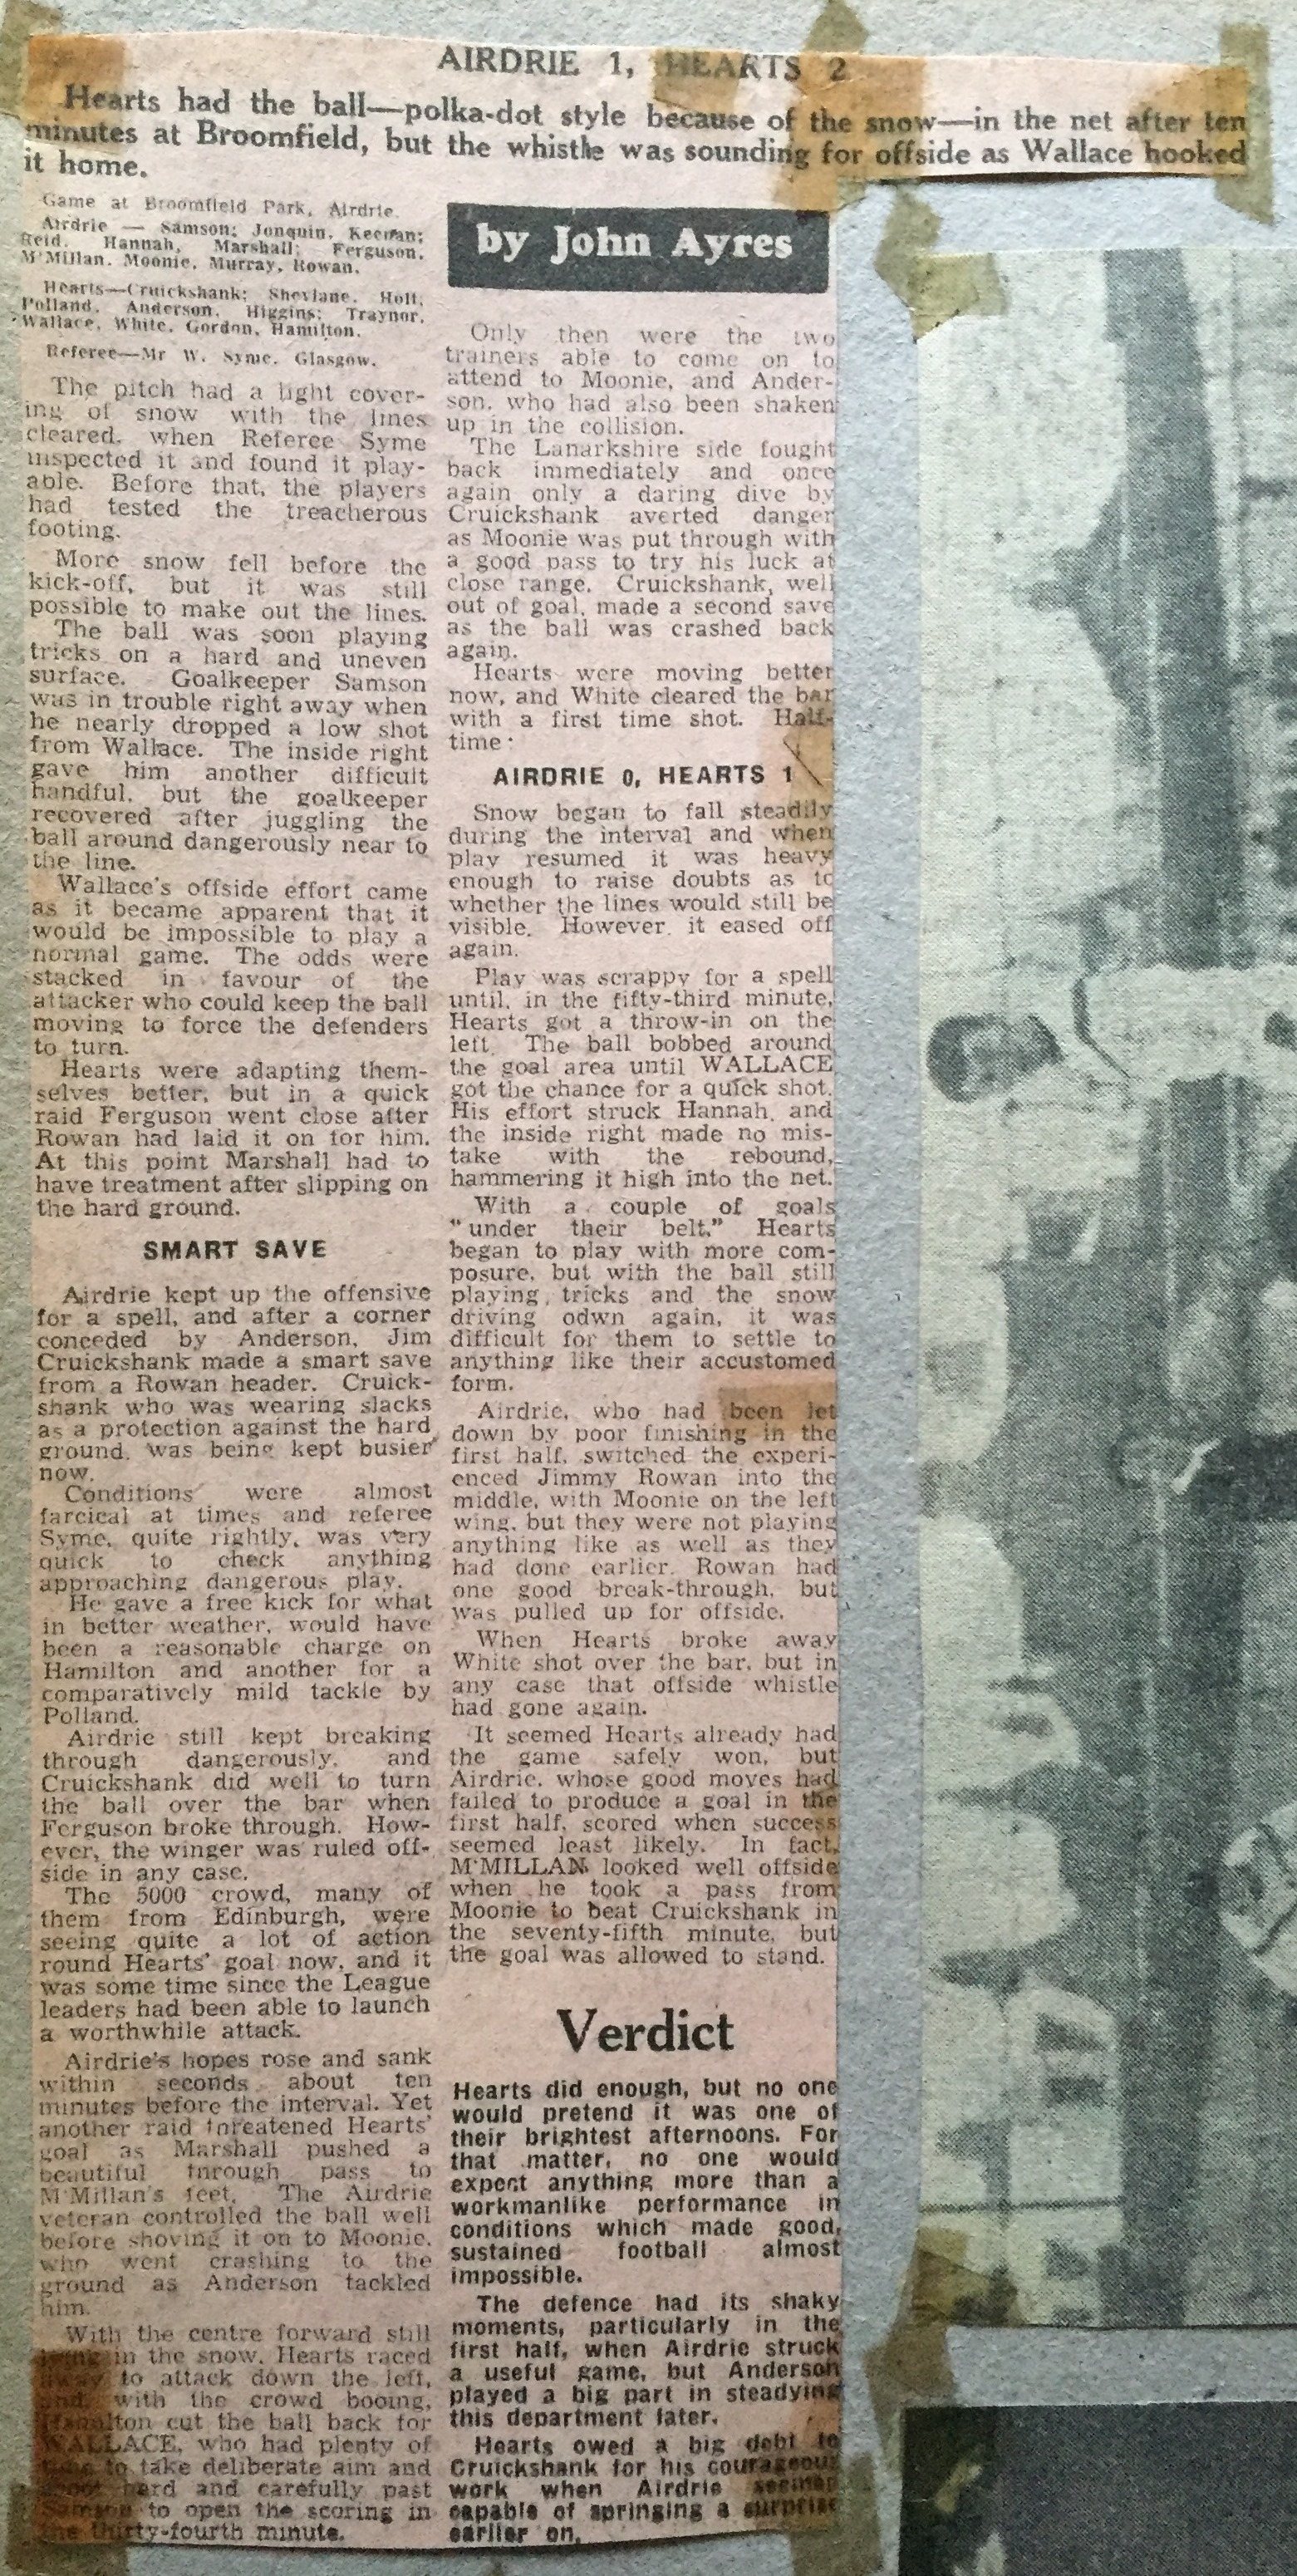 AIRDRIE 1, HEARTS 2
Hearts had the ball—polka-dot style because of the snow—in the net after ten
minutes at Broomfield, but the whistle was sounding for offside as Wallace hooked
it home.
Game at Broomfield Park, Airdrie.
Airdrie — Samson; Jonquin, Keenan;
Reid, Hannah, Marshall; Ferguson,
M'Millan, Moonie, Murray, Rowan.
Hearts—Cruickshank; Shevlane, Holt,
Polland, Anderson, Higgins; Traynor,
Wallace, White, Gordon, Hamilton.
Referee—Mr W. Syme, Glasgow.
The pitch had a light cover-
ing of snow with the lines
cleared, when Referee Syme
inspected it and found it play-
able. Before that, the players
had tested the treacherous
footing.
More snow fell before the
kick-off, but it was still
possible to make out the lines.
The ball was soon playing
tricks on a hard and uneven
surface. Goalkeeper Samson
was in trouble right away when
he nearly dropped a low shot
from Wallace. The inside right
gave him another difficult
handful, but the goalkeeper
recovered after juggling the
ball around dangerously near to
the line.
Wallace's offside effort came
as it became apparent that it
would be impossible to play a
normal game. The odds were
stacked in favour of the
attacker who could keep the ball
moving to force the defenders
to turn.
Hearts were adapting them-
selves better, but in a quick
raid Ferguson went close after
Rowan had laid it on for him.
At this point Marshall had to
have treatment after slipping on
the hard ground.
SMART SAVE
Airdrie kept up the offensive
for a spell, and after a corner
conceded by Anderson, Jim
Cruickshank made a smart save
from a Rowan header. Cruick-
shank who was wearing slacks
as a protection against the hard
ground, was being kept busier
now.
Conditions were almost
farcical at times and referee
Syme, quite rightly, was very
quick to check anything
approaching dangerous play.
He gave a free kick for what
in better weather, would have
been a reasonable charge on
Hamilton and another for a
comparatively mild tackle by
Polland.
Airdrie still kept breaking
through dangerously, and
Cruickshank did well to turn
the ball over the bar when
Ferguson broke through. How-
ever, the winger was ruled off-
side in any case.
The 5000 crowd, many of
them from Edinburgh, were
seeing quite a lot of action
round Hearts' goal now, and it
was some time since the League
leaders had been able to launch
a worthwhile attack.
Airdrie's hopes rose and sank
within seconds about ten
minutes before the interval. Yet
another raid threatened Hearts'
goal as Marshall pushed a
beautiful through pass to
M'Millan's feet. The Airdrie
veteran controlled the ball well
before shoving it on to Moonie,
who went crashing to the
ground as Anderson tackled
him.
With the centre forward still
lying in the snow, Hearts raced
away to attack down the left,
and, with the crowd booing,
Hamilton cut the ball back for
WALLACE, who had plenty of
time to take deliberate aim and
shoot hard and carefully past
Samson to open the scoring in
the thirty-fourth minute.
by John Ayres
Only then were the two
trainers able to come on to
attend to Moonie, and Ander-
son, who had also been shaken
up in the collision.
The Lanarkshire side fought
back immediately and once
again only a daring dive by
Cruickshank averted danger
as Moonie was put through with
a good pass to try his luck at
close range. Cruickshank, well
out of goal, made a second save
as the ball was crashed back
again.
Hearts were moving better
now, and White cleared the bar
with a first time shot. Half-
time:
AIRDRIE 0, HEARTS 1
Snow began to fall steadily
during the interval and when
play resumed it was heavy
enough to raise doubts as to
whether the lines would still be
visible. However, it eased off
again.
Play was scrappy for a spell
until, in the fifty-third minute,
Hearts got a throw-in on the
left. The ball bobbed around
the goal area until WALLACE
got the chance for a quick shot.
His effort struck Hannah, and
the inside right made no mis-
take with the rebound,
hammering it high into the net.
With a couple of goals
"under their belt," Hearts
began to play with more com-
posure, but with the ball still
playing tricks and the snow
driving odwn again, it was
difficult for them to settle to
anything like their accustomed
form.
Airdrie, who had been let
down by poor finishing in the
first half, switched the experi-
enced Jimmy Rowan into the
middle, with Moonie on the left
wing, but they were not playing
anything like as well as they
had done earlier. Rowan had
one good break-through, but
was pulled up for offside.
When Hearts broke away
White shot over the bar, but in
any case that offside whistle
had gone again.
It seemed Hearts already had
the game safely won, but
Airdrie, whose good moves had
failed to produce a goal in the
first half, scored when success
seemed least likely. In fact,
M'MILLAN looked well offside
when he took a pass from
Moonie to beat Cruickshank in
the seventy-fifth minute, but
the goal was allowed to stand.
Verdict
Hearts did enough, but no one
would pretend it was one of
their brightest afternoons. For
that matter, no one would
expect anything more than a
workmanlike performance in
conditions which made good,
sustained football almost
impossible.
The defence had its shaky
moments, particularly in the
first half, when Airdrie struck
a useful game, but Anderson
played a big part in steadying
this department later.
Hearts owed a big debt to
Cruickshank for his courageous
work when Airdrie seemed
capable of springing a surprise
earlier on.